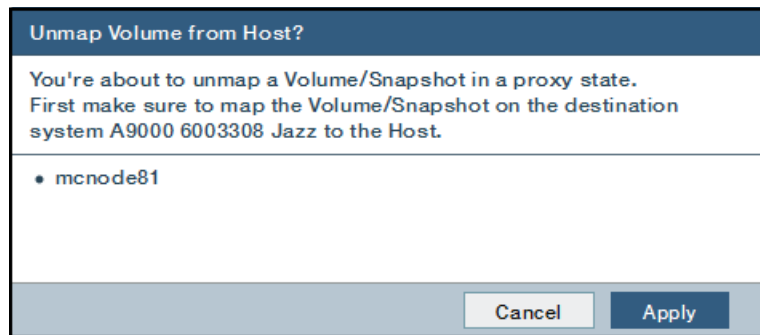 Unmap Volume from Host?
You're about to unmap a Volume/Snapshot in a proxy state.
First make sure to map the Volume/Snapshot on the destination
system A9000 6003308 Jazz to the Host.
• mcnode81
Cancel Apply